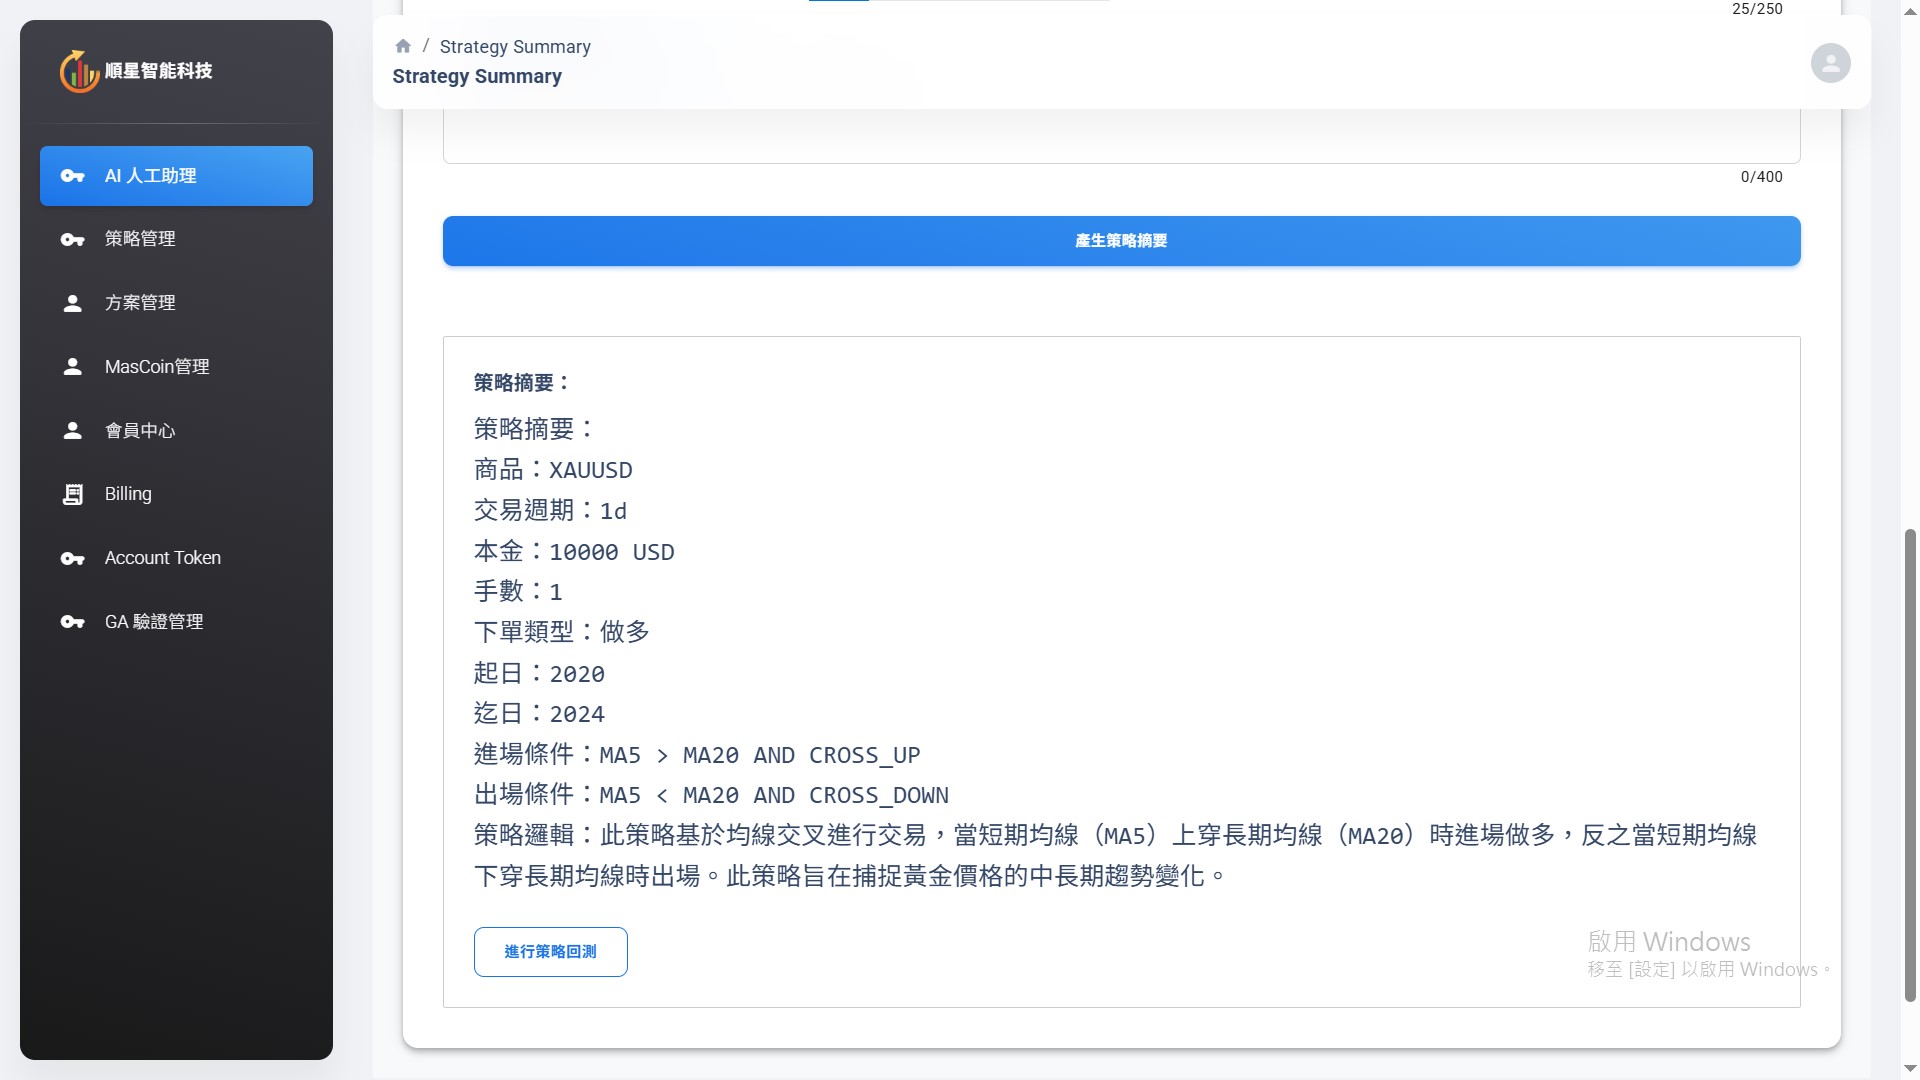 順星智能科技
AI 人工助理
策略管理
方案管理
MasCoin管理
會員中心
Billing
Account Token
GA 驗證管理
25/250
/ Strategy Summary
Strategy Summary
0/400
產生策略摘要
策略摘要：
策略摘要：
商品：XAUUSD
交易週期：1d
本金：10000 USD
手數：1
下單類型：做多
起日：2020
迄日：2024
進場條件：MA5 > MA20 AND CROSS_UP
出場條件：MA5 < MA20 AND CROSS_DOWN
策略邏輯：此策略基於均線交叉進行交易，當短期均線（MA5）上穿長期均線（MA20）時進場做多，反之當短期均線
下穿長期均線時出場。此策略旨在捕捉黃金價格的中長期趨勢變化。
進行策略回測
啟用 Windows
移至 [設定] 以啟用 Windows。